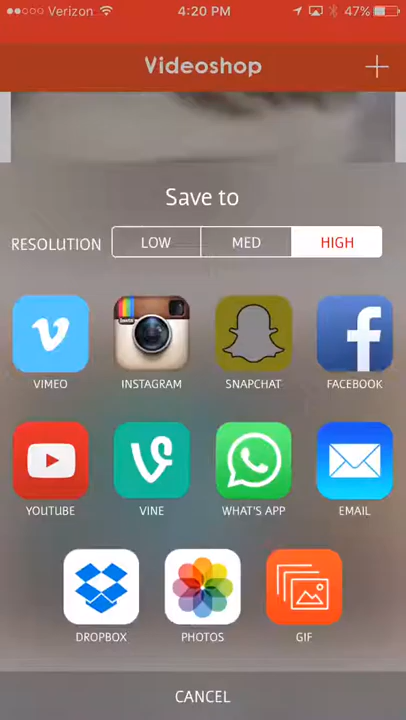 Verizon 4:20 PM 47%
Videoshop
Save to
RESOLUTION LOW MED HIGH
VIMEO INSTAGRAM SNAPCHAT FACEBOOK
YOUTUBE VINE WHAT'S APP EMAIL
DROPBOX PHOTOS GIF
CANCEL